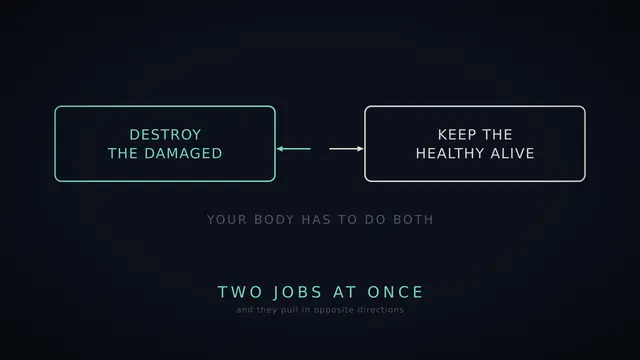 DESTROY
THE DAMAGED
KEEP THE
HEALTHY ALIVE
YOUR BODY HAS TO DO BOTH
TWO JOBS AT ONCE
and they pull in opposite directions